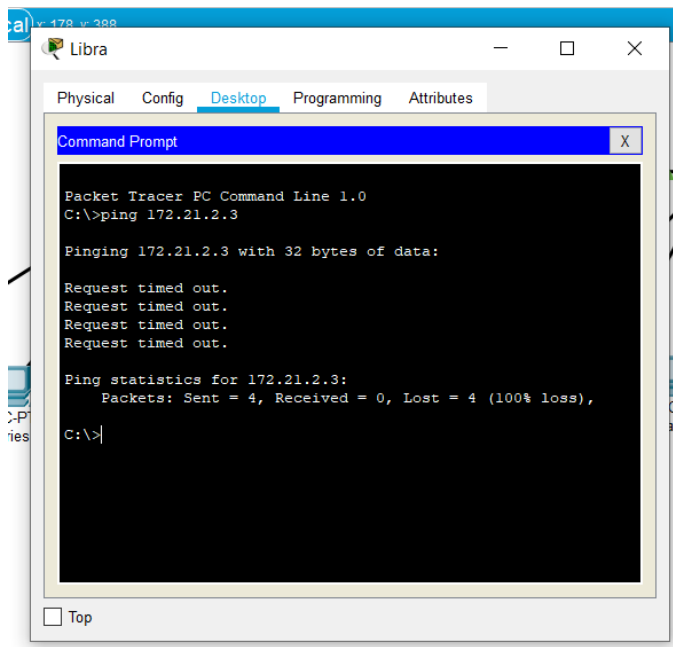 cal x: 178, y: 388
Libra
Physical Config Desktop Programming Attributes
Command Prompt X
Packet Tracer PC Command Line 1.0
C:\>ping 172.21.2.3
Pinging 172.21.2.3 with 32 bytes of data:
Request timed out.
Request timed out.
Request timed out.
Request timed out.
Ping statistics for 172.21.2.3:
Packets: Sent = 4, Received = 0, Lost = 4 (100% loss),
C:\>
C-PT
ries
Top